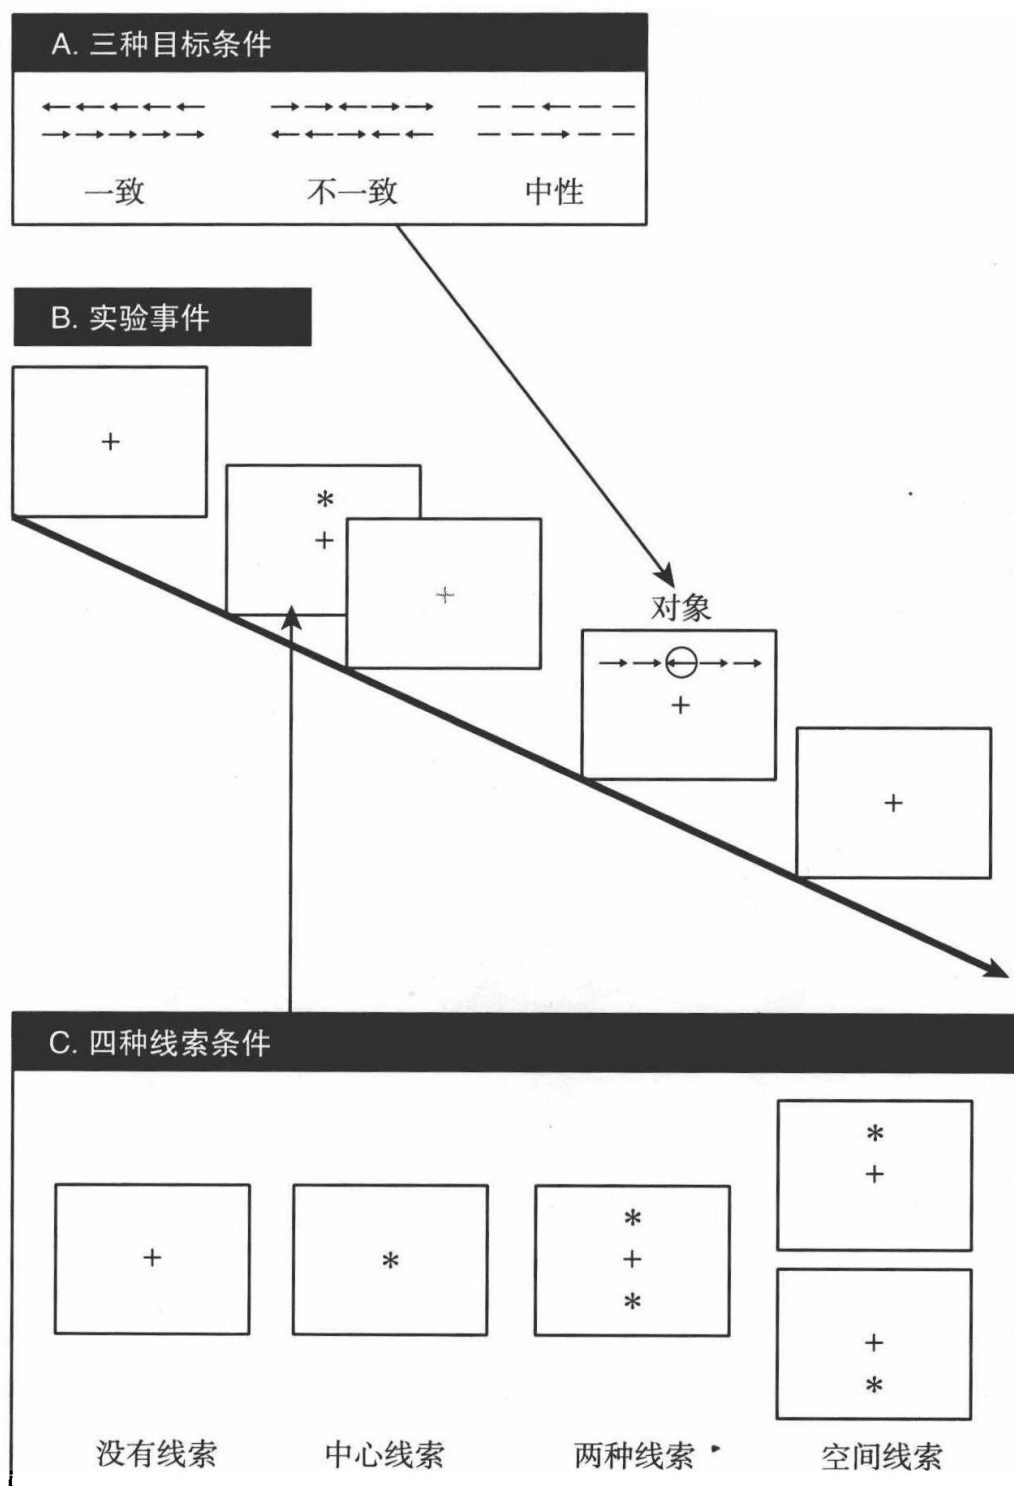 A. 三种目标条件
←←←←← →→←→→ — — ← — —
→→→→→ ←←→←← — — → — —
一致 不一致 中性
B. 实验事件
+
*
+
+
对象
→→←→→
+
+
C. 四种线索条件
*
+
*
+ * +
*
+
*
没有线索 中心线索 两种线索 空间线索